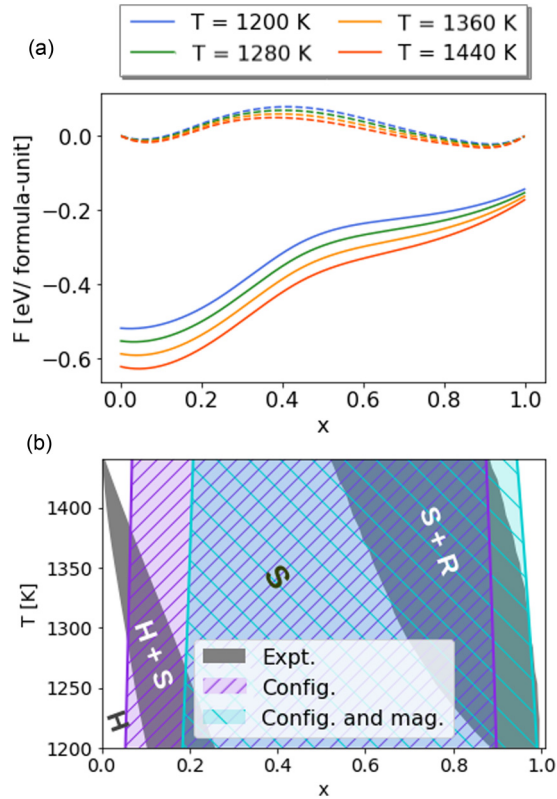 (a)
T = 1200 K
T = 1360 K
T = 1280 K
T = 1440 K
0.0
−0.2
−0.4
−0.6
F [eV/ formula-unit]
0.0 0.2 0.4 0.6 0.8 1.0
x
(b)
1400
1350
1300
1250
1200
T [K]
S + R
S
H + S
H
Expt.
Config.
Config. and mag.
0.0 0.2 0.4 0.6 0.8 1.0
x